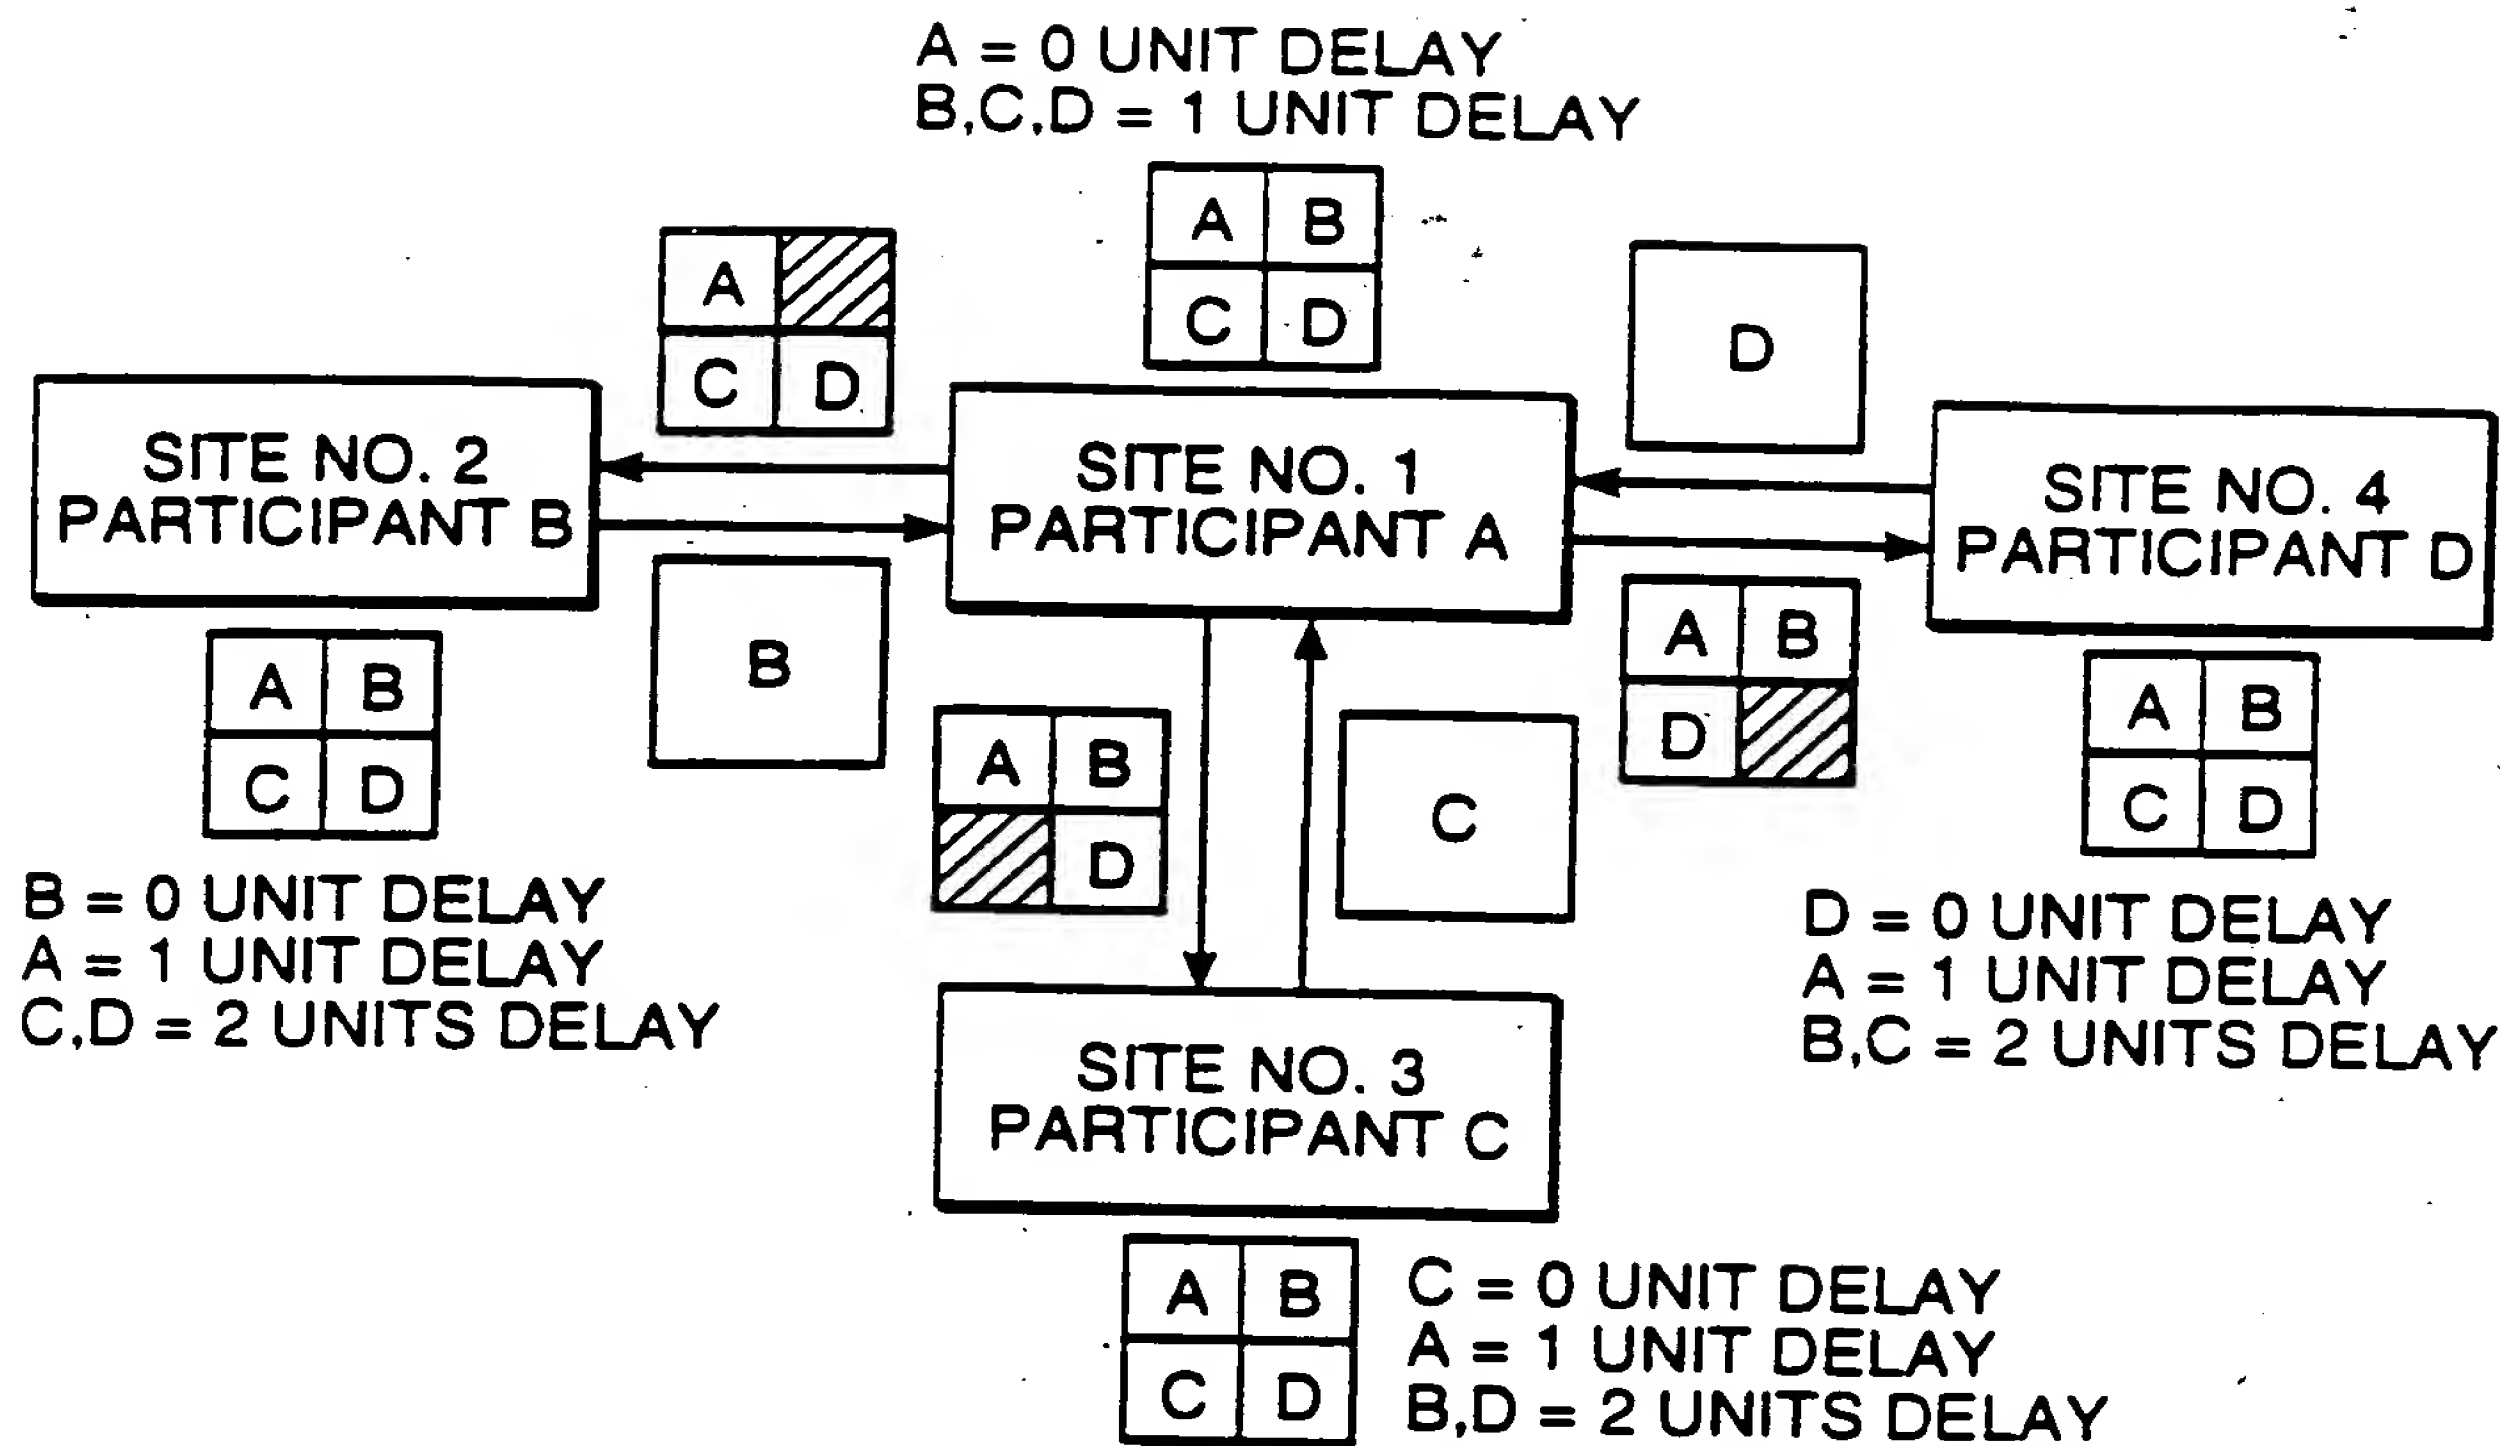 A = 0 UNIT DELAY
B,C,D = 1 UNIT DELAY
A B
C D
A
C D
D
SITE NO. 2
PARTICIPANT B
SITE NO. 1
PARTICIPANT A
SITE NO. 4
PARTICIPANT D
A B
C D
B
A B
D
C
A B
D
A B
C D
B = 0 UNIT DELAY
A = 1 UNIT DELAY
C,D = 2 UNITS DELAY
D = 0 UNIT DELAY
A = 1 UNIT DELAY
B,C = 2 UNITS DELAY
SITE NO. 3
PARTICIPANT C
A B
C D
C = 0 UNIT DELAY
A = 1 UNIT DELAY
B,D = 2 UNITS DELAY